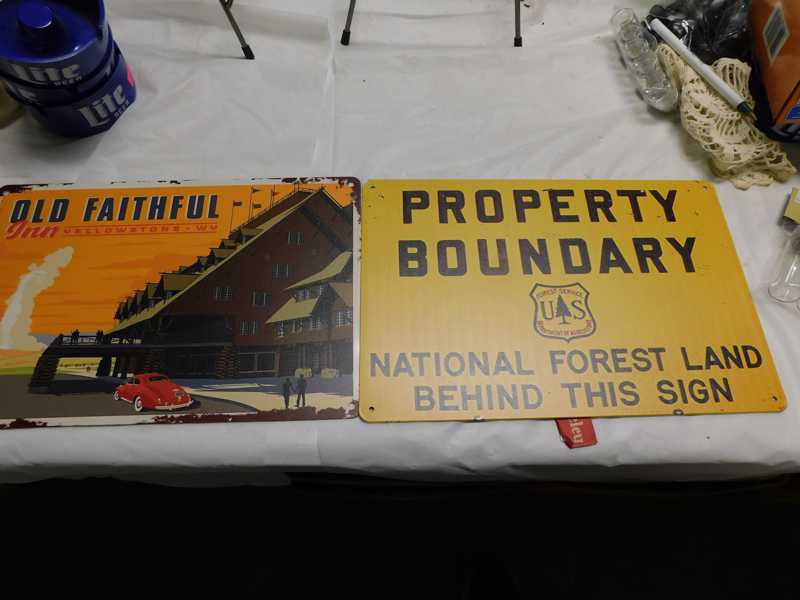 Lite
BEER
Lite
OLD FAITHFUL
Inn YELLOWSTONE - WY
PROPERTY
BOUNDARY
FOREST SERVICE
U S
DEPARTMENT OF AGRICULTURE
NATIONAL FOREST LAND
BEHIND THIS SIGN